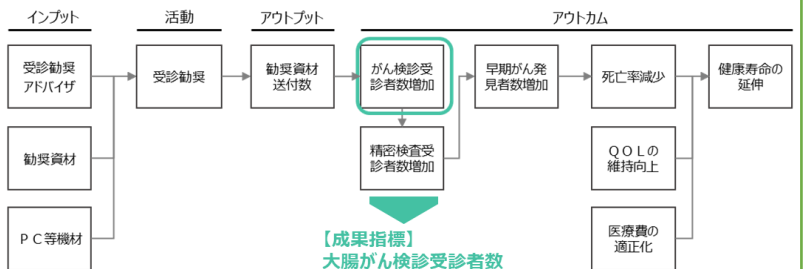 インプット
活動
アウトプット
アウトカム
受診勧奨
アドバイザ
受診勧奨
勧奨資材
送付数
がん検診受
診者数増加
早期がん発
見者数増加
死亡率減少
健康寿命の
延伸
勧奨資材
精密検査受
診者数増加
ＱＯＬの
維持向上
ＰＣ等機材
医療費の
適正化
【成果指標】
大腸がん検診受診者数